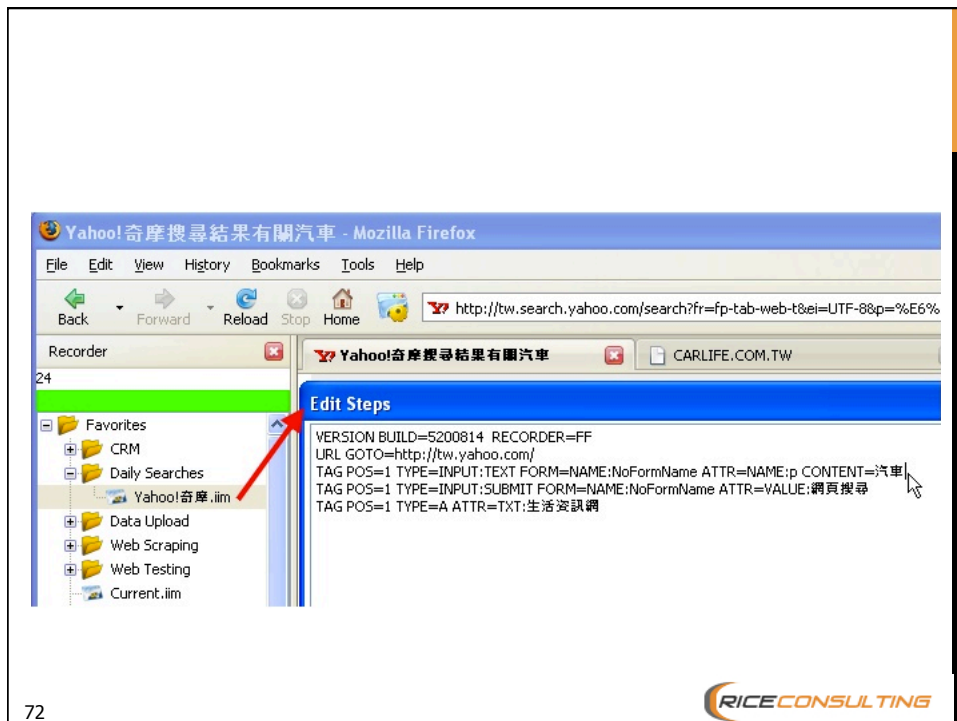 Yahoo!奇摩搜尋結果有關汽車 - Mozilla Firefox
File Edit View History Bookmarks Tools Help
Back Forward Reload Stop Home http://tw.search.yahoo.com/search?fr=fp-tab-web-t&ei=UTF-8&p=%E6%
Recorder
Yahoo!奇摩搜尋結果有關汽車 CARLIFE.COM.TW
24
Edit Steps
Favorites
CRM
Daily Searches
Yahoo!奇摩.iim
Data Upload
Web Scraping
Web Testing
Current.iim
VERSION BUILD=5200814 RECORDER=FF
URL GOTO=http://tw.yahoo.com/
TAG POS=1 TYPE=INPUT:TEXT FORM=NAME:NoFormName ATTR=NAME:p CONTENT=汽車
TAG POS=1 TYPE=INPUT:SUBMIT FORM=NAME:NoFormName ATTR=VALUE:網頁搜尋
TAG POS=1 TYPE=A ATTR=TXT:生活資訊網
72
RICECONSULTING